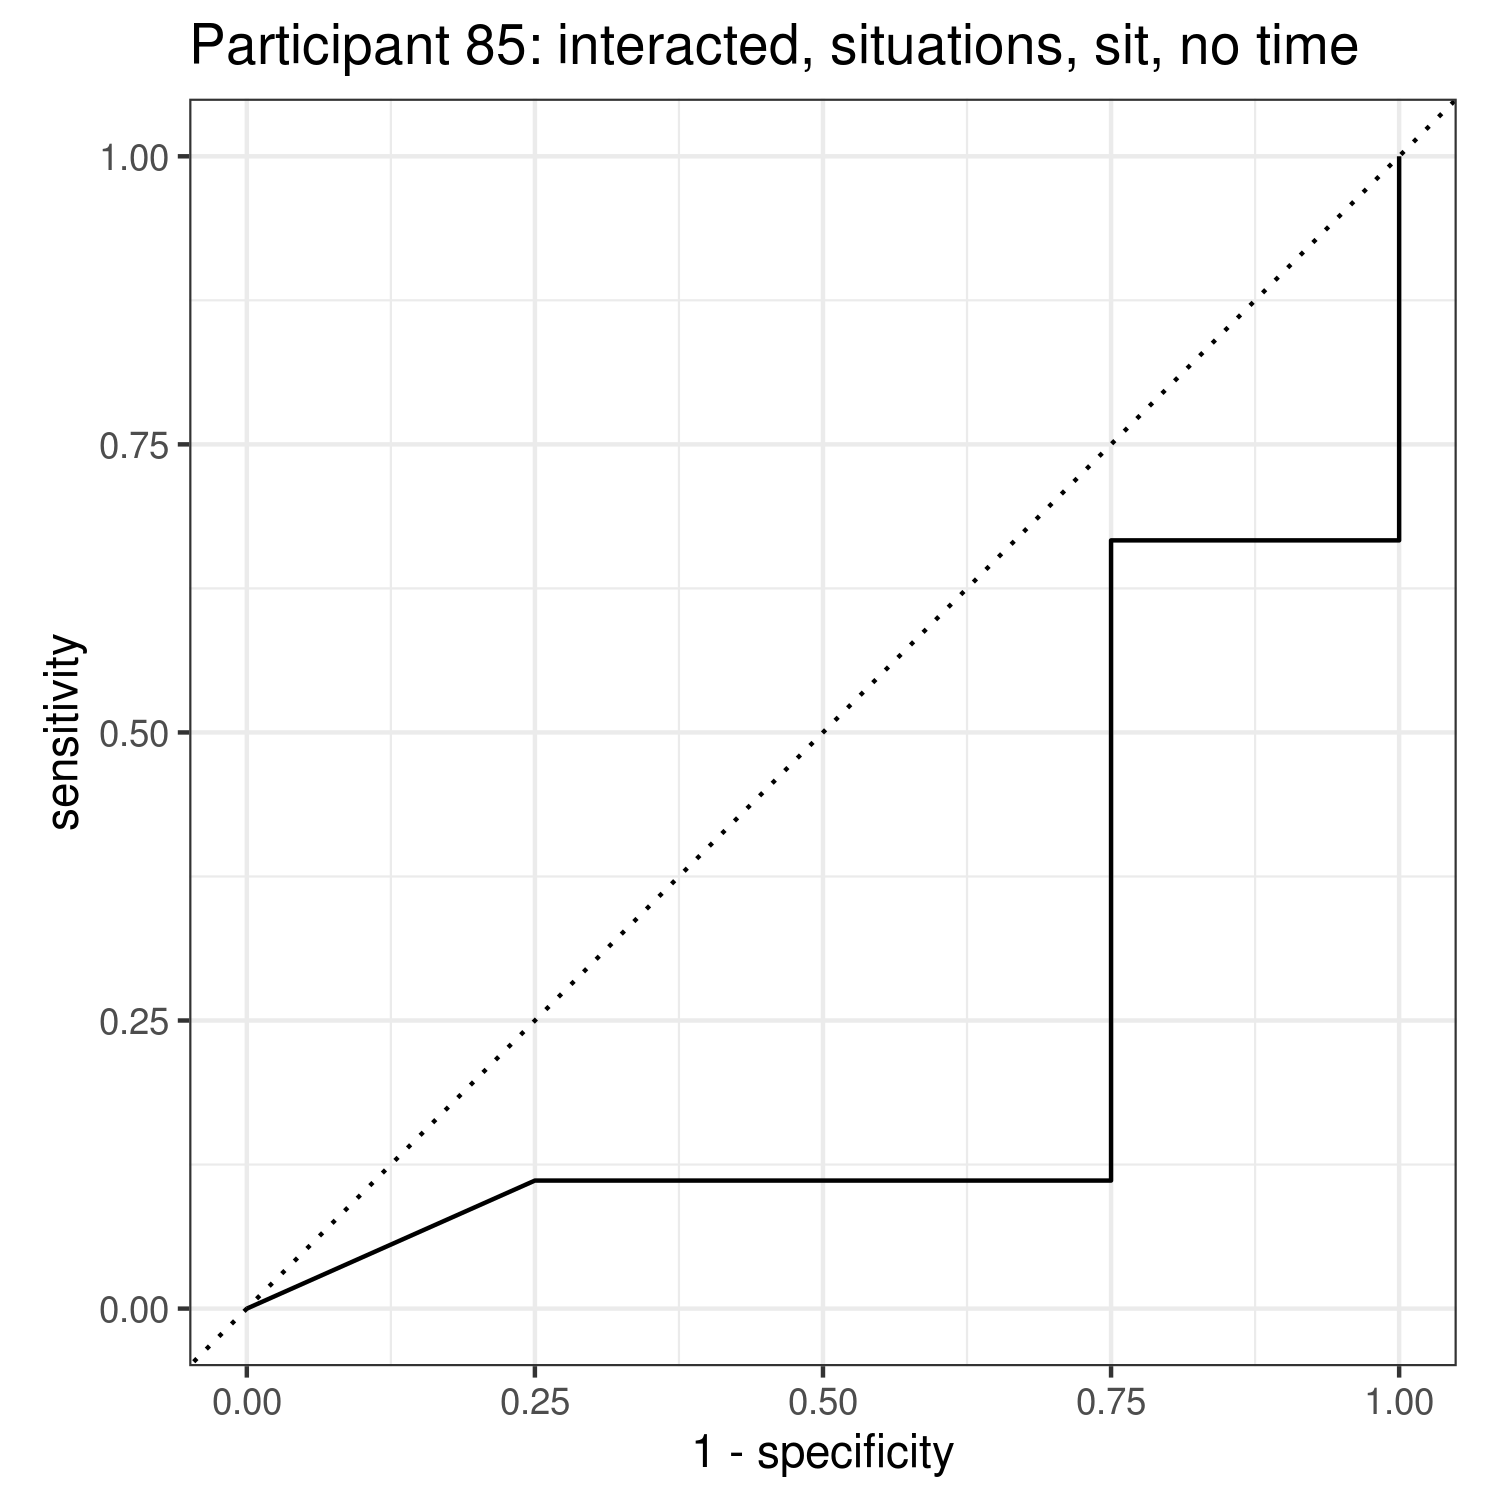 Participant 85: interacted, situations, sit, no time
1.00
0.75
0.50
0.25
0.00
sensitivity
0.00 0.25 0.50 0.75 1.00
1 - specificity